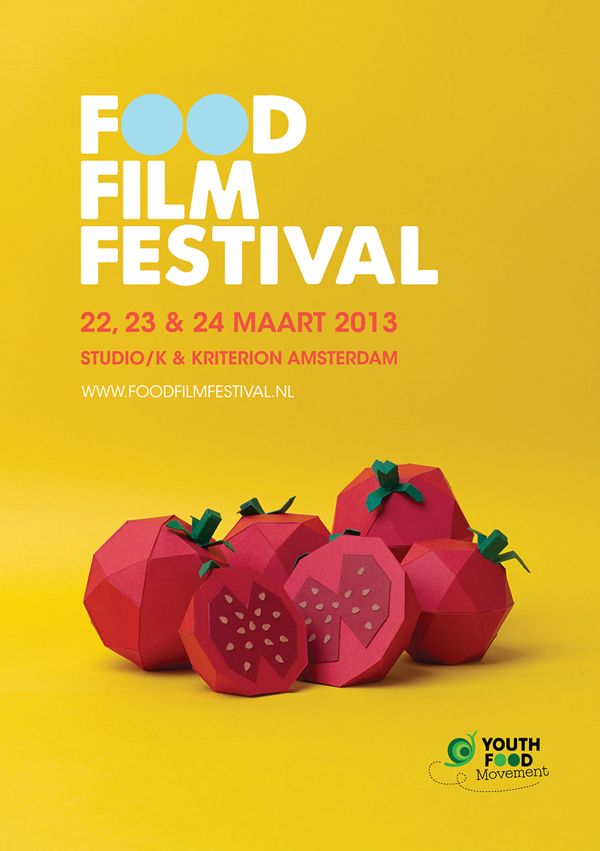 FOOD
FILM
FESTIVAL
22, 23 & 24 MAART 2013
STUDIO/K & KRITERION AMSTERDAM
WWW.FOODFILMFESTIVAL.NL
YOUTH
FOOD
Movement